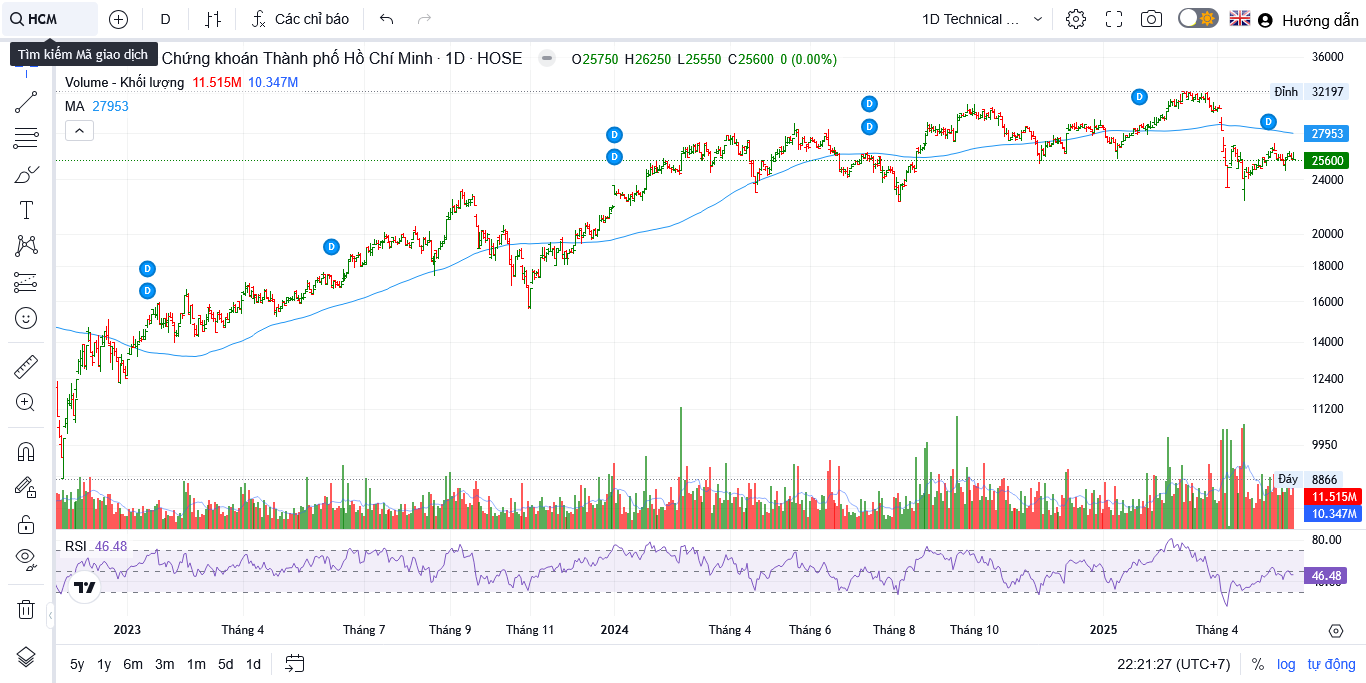 HCM D Các chỉ báo 1D Technical ... Hướng dẫn
Tìm kiếm Mã giao dịch Chứng khoán Thành phố Hồ Chí Minh · 1D · HOSE O25750 H26250 L25550 C25600 0 (0.00%)
Volume - Khối lượng 11.515M 10.347M
MA 27953
36000
Đỉnh 32197
27953
25600
24000
20000
18000
16000
14000
12400
11200
9950
Đáy 8866
11.515M
10.347M
D
D
D
D
D
D
D
D
D
RSI 46.48
80.00
46.48
2023 Tháng 4 Tháng 7 Tháng 9 Tháng 11 2024 Tháng 4 Tháng 6 Tháng 8 Tháng 10 2025 Tháng 4
5y 1y 6m 3m 1m 5d 1d 22:21:27 (UTC+7) % log tự động